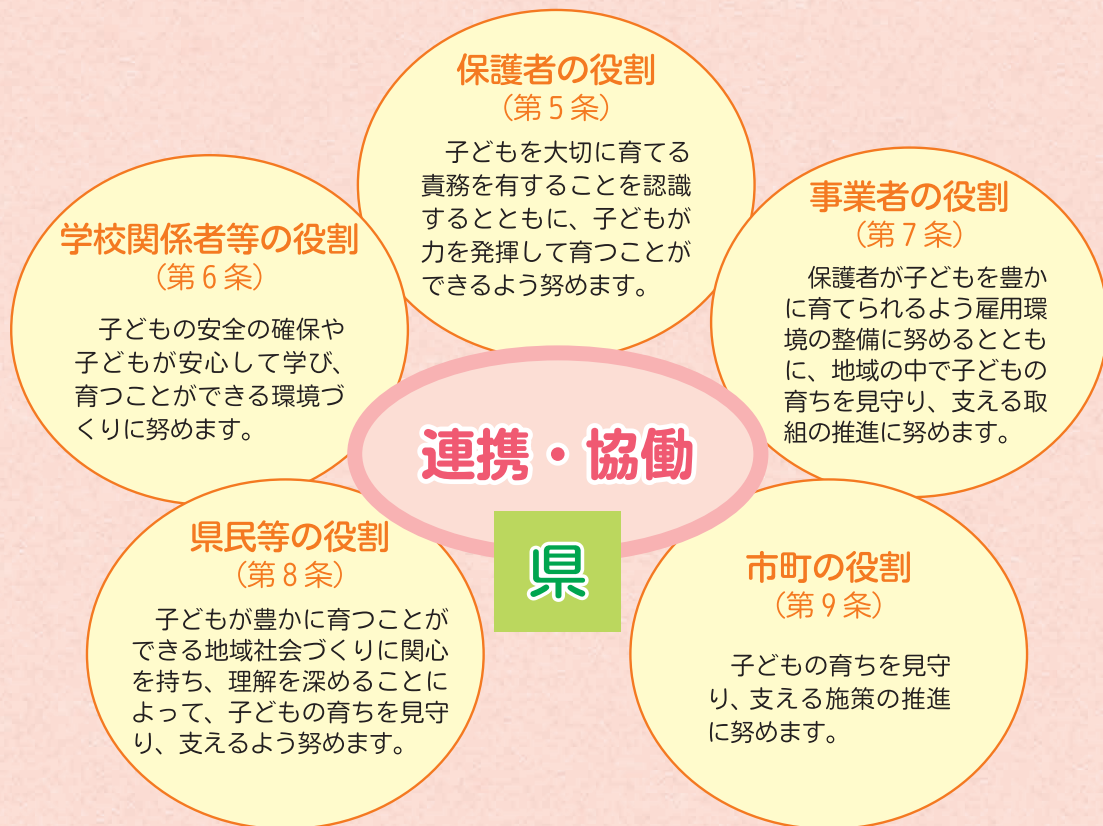 保護者の役割
（第５条）
　子どもを大切に育てる
責務を有することを認識
するとともに、子どもが
力を発揮して育つことが
できるよう努めます。
学校関係者等の役割
（第６条）
　子どもの安全の確保や
子どもが安心して学び、
育つことができる環境づ
くりに努めます。
事業者の役割
（第７条）
　保護者が子どもを豊か
に育てられるよう雇用環
境の整備に努めるととも
に、地域の中で子どもの
育ちを見守り、支える取
組の推進に努めます。
連携・協働
県
県民等の役割
（第８条）
　子どもが豊かに育つことが
できる地域社会づくりに関心
を持ち、理解を深めることに
よって、子どもの育ちを見守
り、支えるよう努めます。
市町の役割
（第９条）
　子どもの育ちを見守
り、支える施策の推進
に努めます。